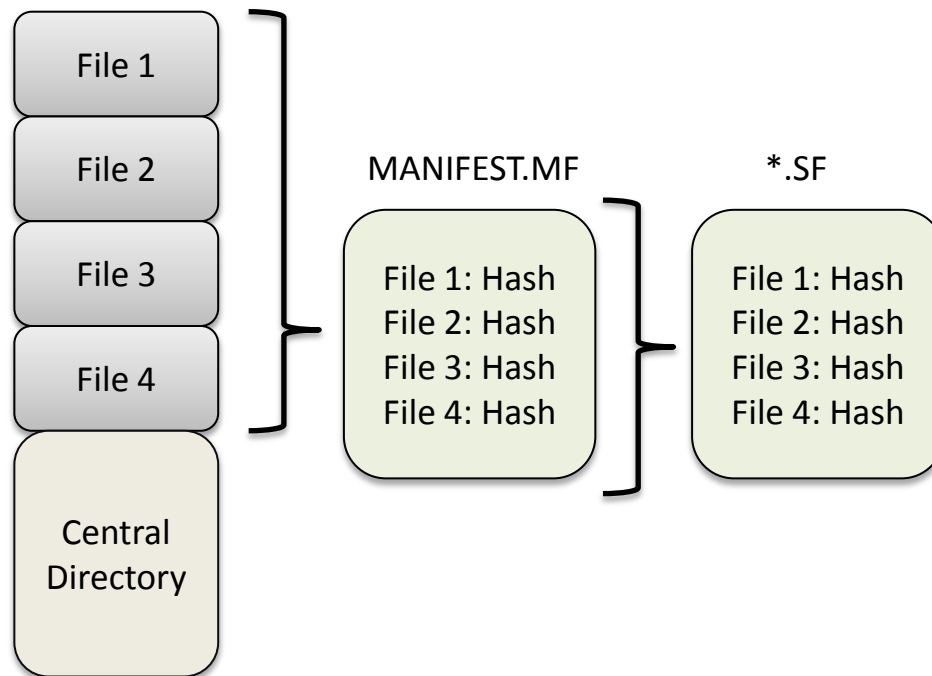 File 1
File 2
File 3
File 4
Central
Directory
MANIFEST.MF
File 1: Hash
File 2: Hash
File 3: Hash
File 4: Hash
*.SF
File 1: Hash
File 2: Hash
File 3: Hash
File 4: Hash